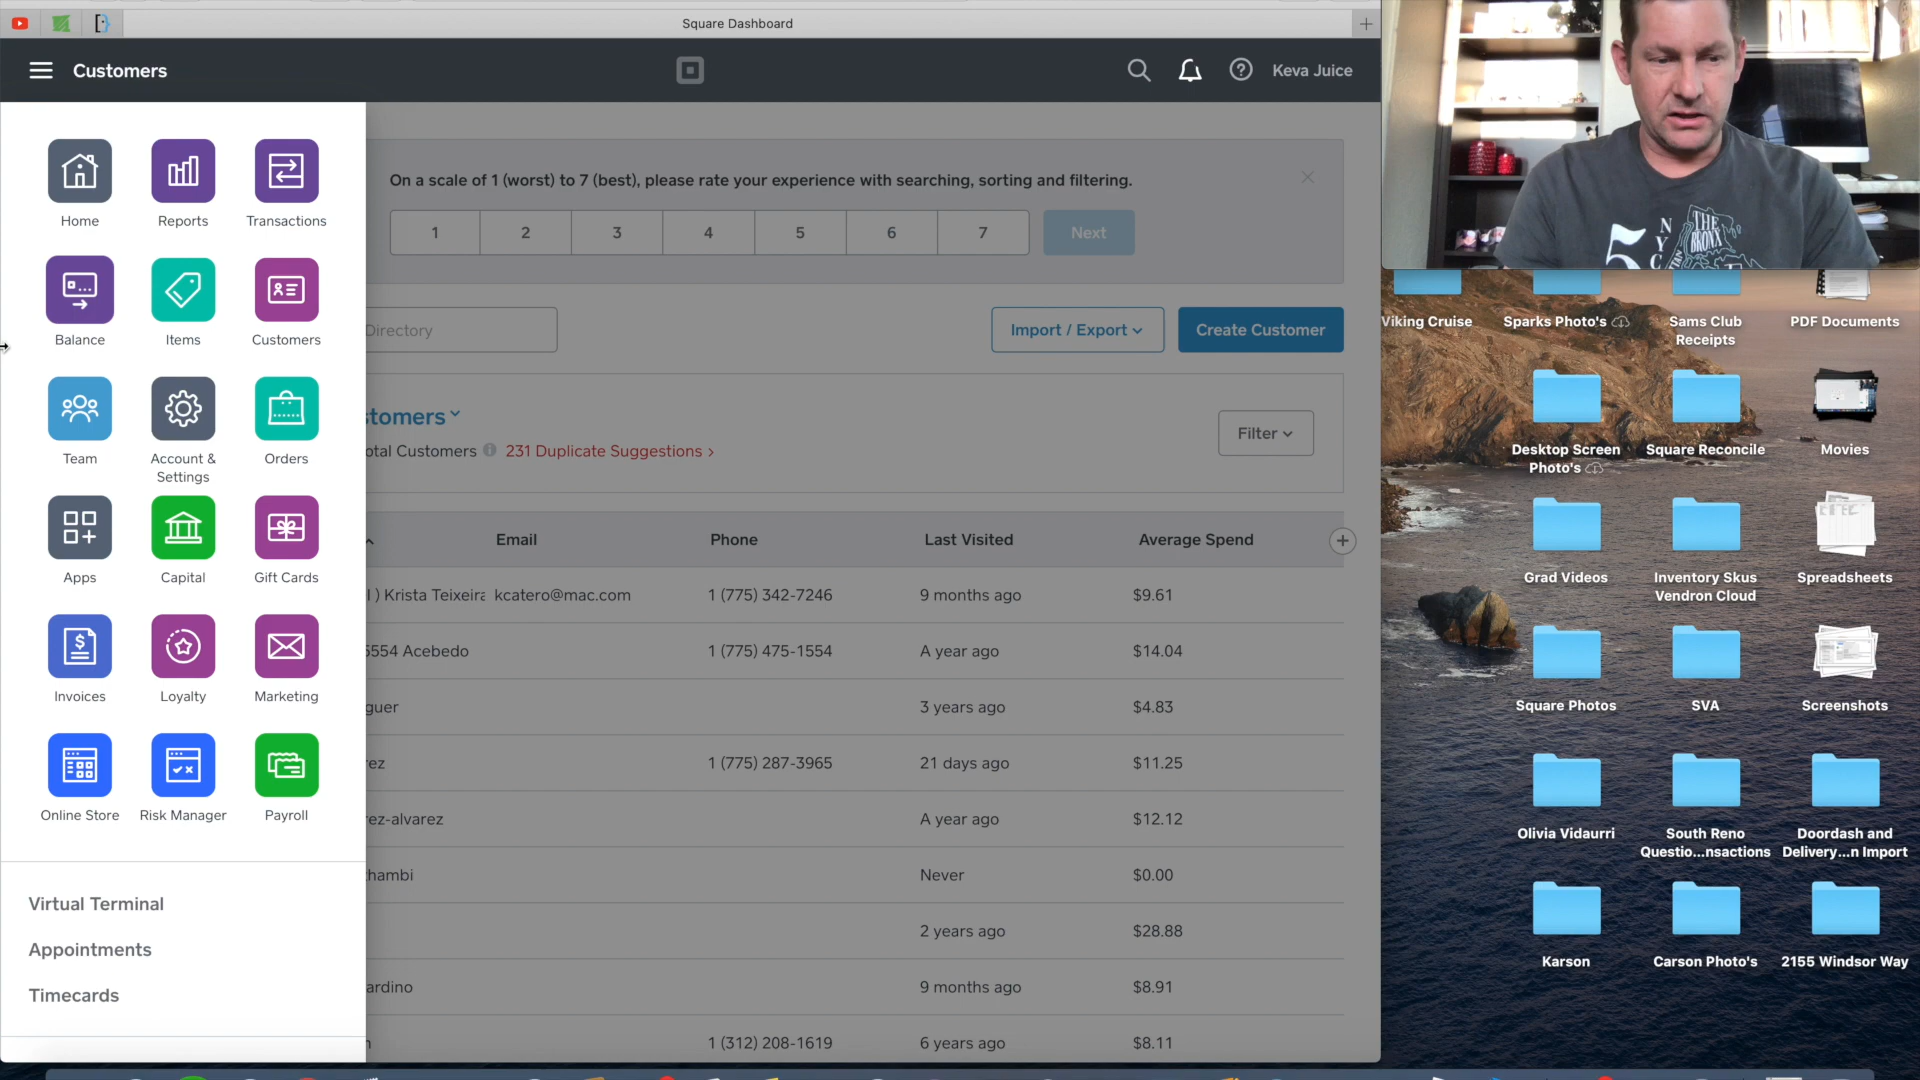 Square Dashboard
Customers
Keva Juice
Home
Reports
Transactions
Balance
Items
Customers
Team
Account &
Settings
Orders
Apps
Capital
Gift Cards
Invoices
Loyalty
Marketing
Online Store
Risk Manager
Payroll
Virtual Terminal
Appointments
Timecards
On a scale of 1 (worst) to 7 (best), please rate your experience with searching, sorting and filtering.
1 2 3 4 5 6 7 Next
Directory
Import / Export
Create Customer
stomers
otal Customers 231 Duplicate Suggestions >
Filter
Email Phone Last Visited Average Spend
l ) Krista Teixeira kcatero@mac.com 1 (775) 342-7246 9 months ago $9.61
5554 Acebedo 1 (775) 475-1554 A year ago $14.04
guer 3 years ago $4.83
rez 1 (775) 287-3965 21 days ago $11.25
rez-alvarez A year ago $12.12
hambi Never $0.00
2 years ago $28.88
ardino 9 months ago $8.91
1 (312) 208-1619 6 years ago $8.11
5
NYC
THE
BRONX
Viking Cruise
Sparks Photo's
Sams Club
Receipts
PDF Documents
Desktop Screen
Photo's
Square Reconcile
Movies
Grad Videos
Inventory Skus
Vendron Cloud
Spreadsheets
Square Photos
SVA
Screenshots
Olivia Vidaurri
South Reno
Questio...nsactions
Doordash and
Delivery...n Import
Karson
Carson Photo's
2155 Windsor Way